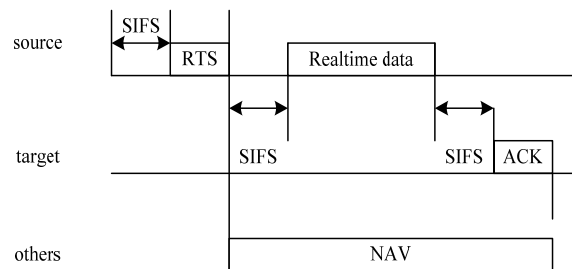 SIFS
source
RTS
Realtime data
target
SIFS
SIFS
ACK
others
NAV